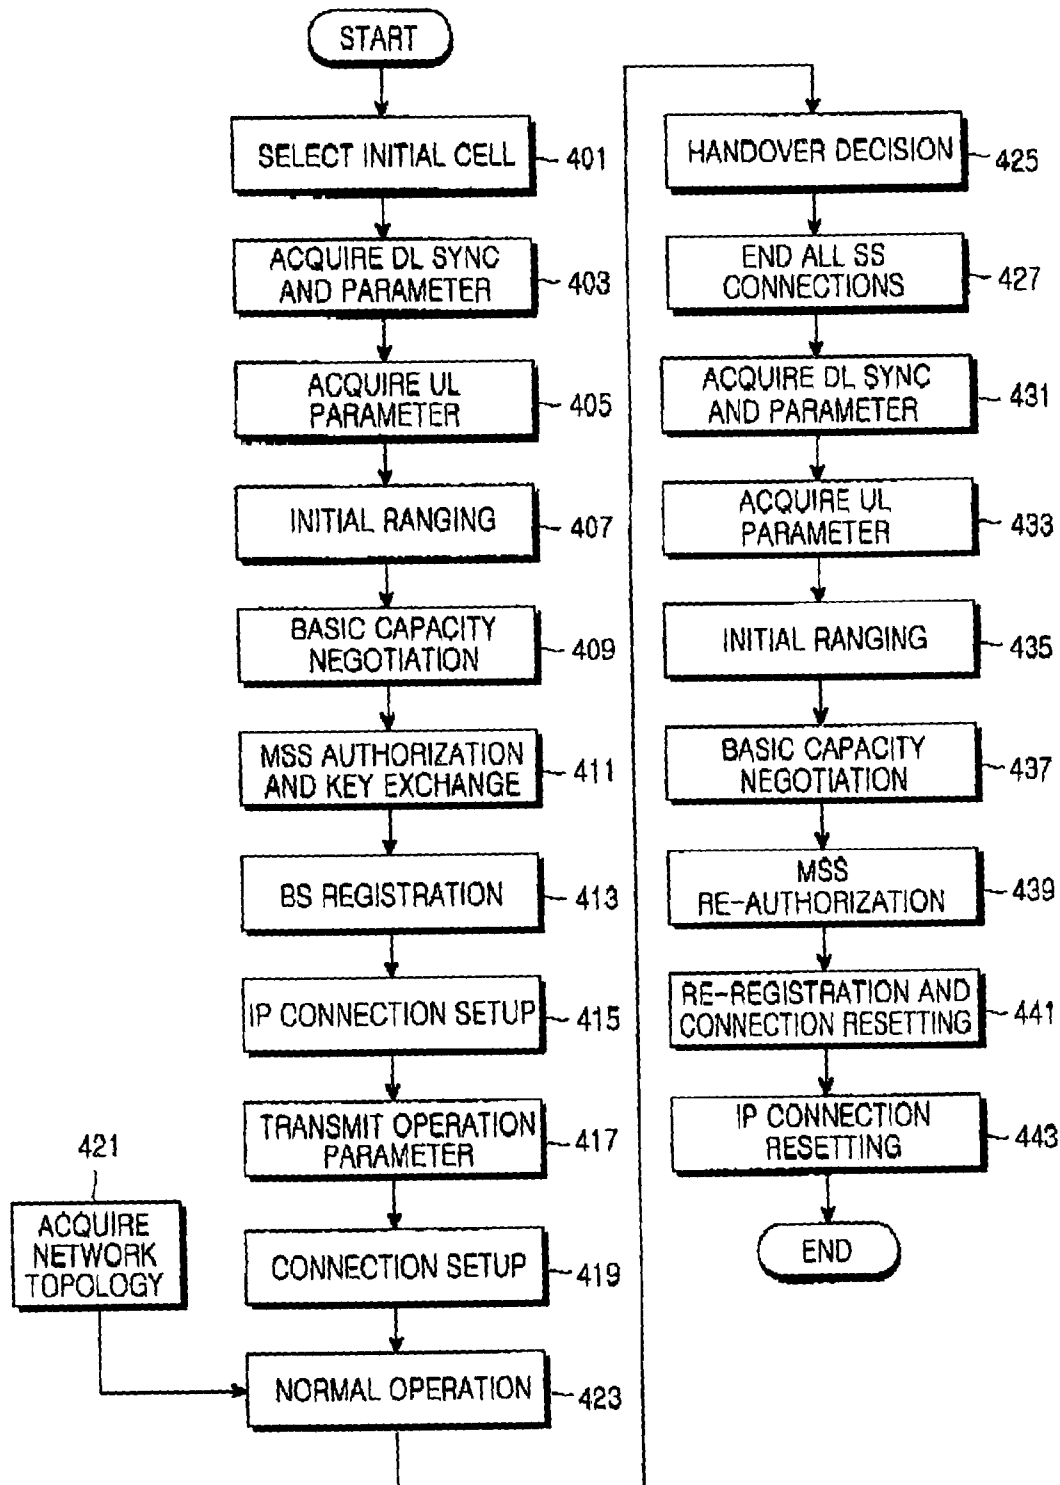 START
SELECT INITIAL CELL
401
ACQUIRE DL SYNC
AND PARAMETER
403
ACQUIRE UL
PARAMETER
405
INITIAL RANGING
407
BASIC CAPACITY
NEGOTIATION
409
MSS AUTHORIZATION
AND KEY EXCHANGE
411
BS REGISTRATION
413
IP CONNECTION SETUP
415
TRANSMIT OPERATION
PARAMETER
417
CONNECTION SETUP
419
421
ACQUIRE
NETWORK
TOPOLOGY
NORMAL OPERATION
423
HANDOVER DECISION
425
END ALL SS
CONNECTIONS
427
ACQUIRE DL SYNC
AND PARAMETER
431
ACQUIRE UL
PARAMETER
433
INITIAL RANGING
435
BASIC CAPACITY
NEGOTIATION
437
MSS
RE-AUTHORIZATION
439
RE-REGISTRATION AND
CONNECTION RESETTING
441
IP CONNECTION
RESETTING
443
END